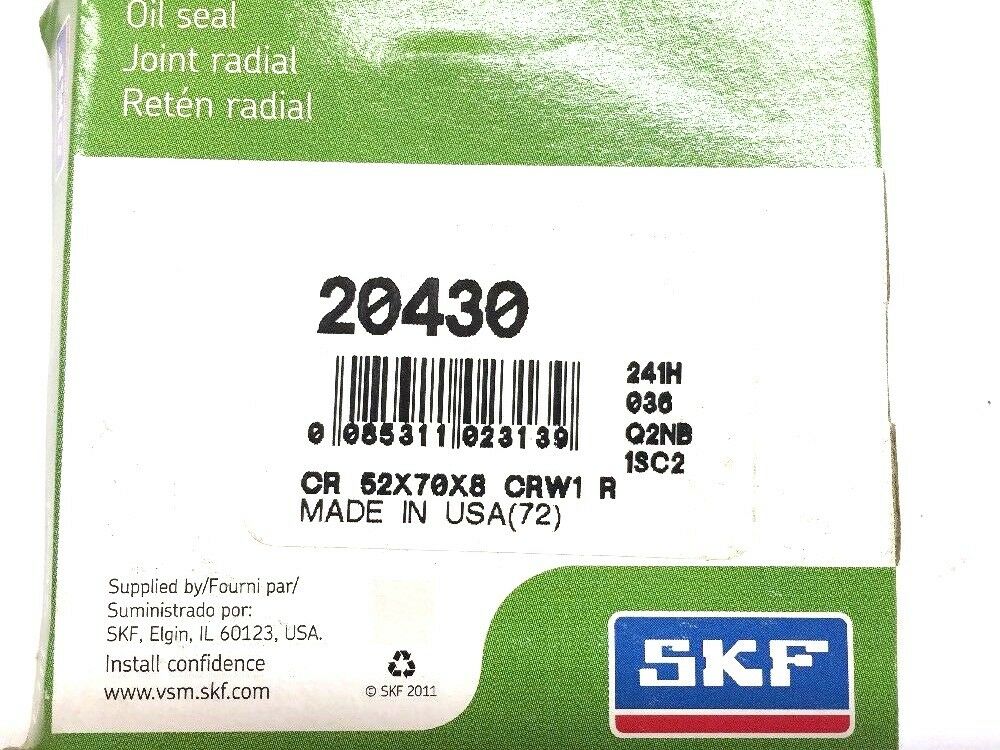 Oil seal
Joint radial
Retén radial
20430
0 085311 023139
241H
036
Q2NB
1SC2
CR 52X70X8 CRW1 R
MADE IN USA(72)
Supplied by/Fourni par/
Suministrado por:
SKF, Elgin, IL 60123, USA.
Install confidence
www.vsm.skf.com
© SKF 2011
SKF